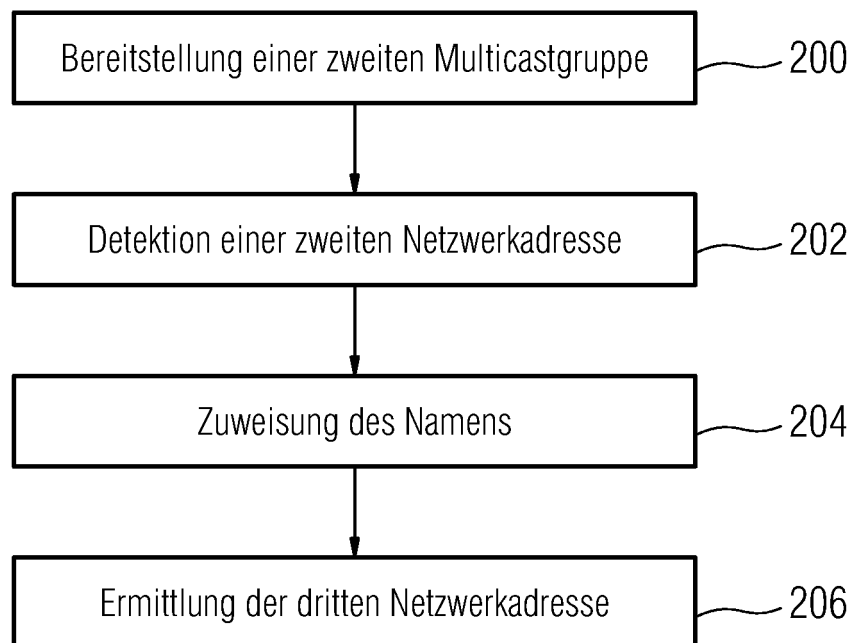 Bereitstellung einer zweiten Multicastgruppe 200
Detektion einer zweiten Netzwerkadresse 202
Zuweisung des Namens 204
Ermittlung der dritten Netzwerkadresse 206